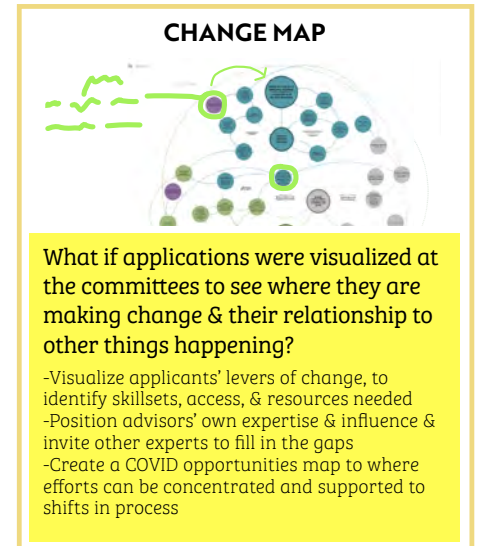 CHANGE MAP
What if applications were visualized at
the committees to see where they are
making change & their relationship to
other things happening?
-Visualize applicants' levers of change, to
identify skillsets, access, & resources needed
-Position advisors' own expertise & influence &
invite other experts to fill in the gaps
-Create a COVID opportunities map to where
efforts can be concentrated and supported to
shifts in process